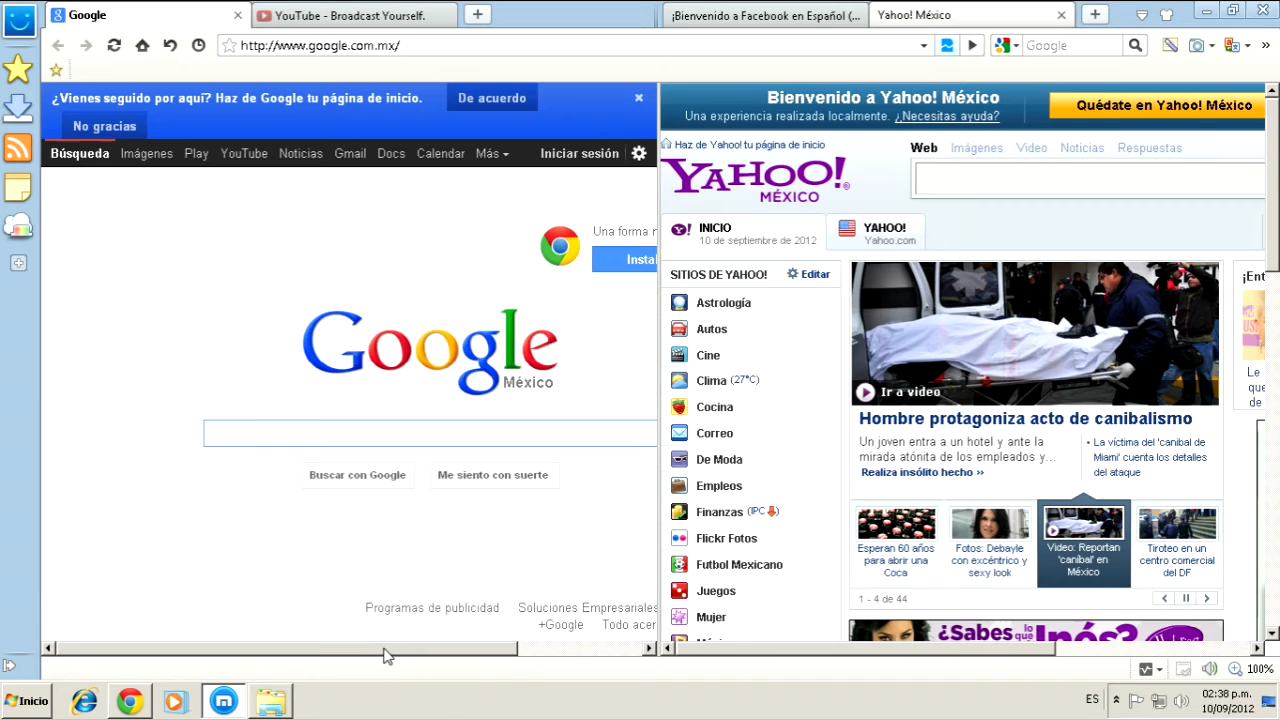 Google
YouTube - Broadcast Yourself.
¡Bienvenido a Facebook en Español (...
Yahoo! México
http://www.google.com.mx/
Google
¿Vienes seguido por aquí? Haz de Google tu página de inicio.
De acuerdo
No gracias
Búsqueda Imágenes Play YouTube Noticias Gmail Docs Calendar Más
Iniciar sesión
Una forma
Instal
Google
México
Buscar con Google
Me siento con suerte
Programas de publicidad
Soluciones Empresariales
+Google
Todo acer
Bienvenido a Yahoo! México
Una experiencia realizada localmente. ¿Necesitas ayuda?
Quédate en Yahoo! México
Haz de Yahoo! tu página de inicio
YAHOO!
MÉXICO
Web Imágenes Video Noticias Respuestas
Y! INICIO
10 de septiembre de 2012
YAHOO!
Yahoo.com
SITIOS DE YAHOO!
Editar
Astrología
Autos
Cine
Clima (27°C)
Cocina
Correo
De Moda
Empleos
Finanzas (IPC)
Flickr Fotos
Futbol Mexicano
Juegos
Mujer
Ir a video
Hombre protagoniza acto de canibalismo
Un joven entra a un hotel y ante la
mirada atónita de los empleados y...
Realiza insólito hecho ››
• La víctima del 'caníbal de
Miami' cuenta los detalles
del ataque
Esperan 60 años
para abrir una
Coca
Fotos: Debayle
con excéntrico y
sexy look
Video: Reportan
'caníbal' en
México
Tiroteo en un
centro comercial
del DF
1 - 4 de 44
¿Sabes lo que
Inés?
¡Ent
Le
que
de
100%
Inicio
ES
02:38 p.m.
10/09/2012